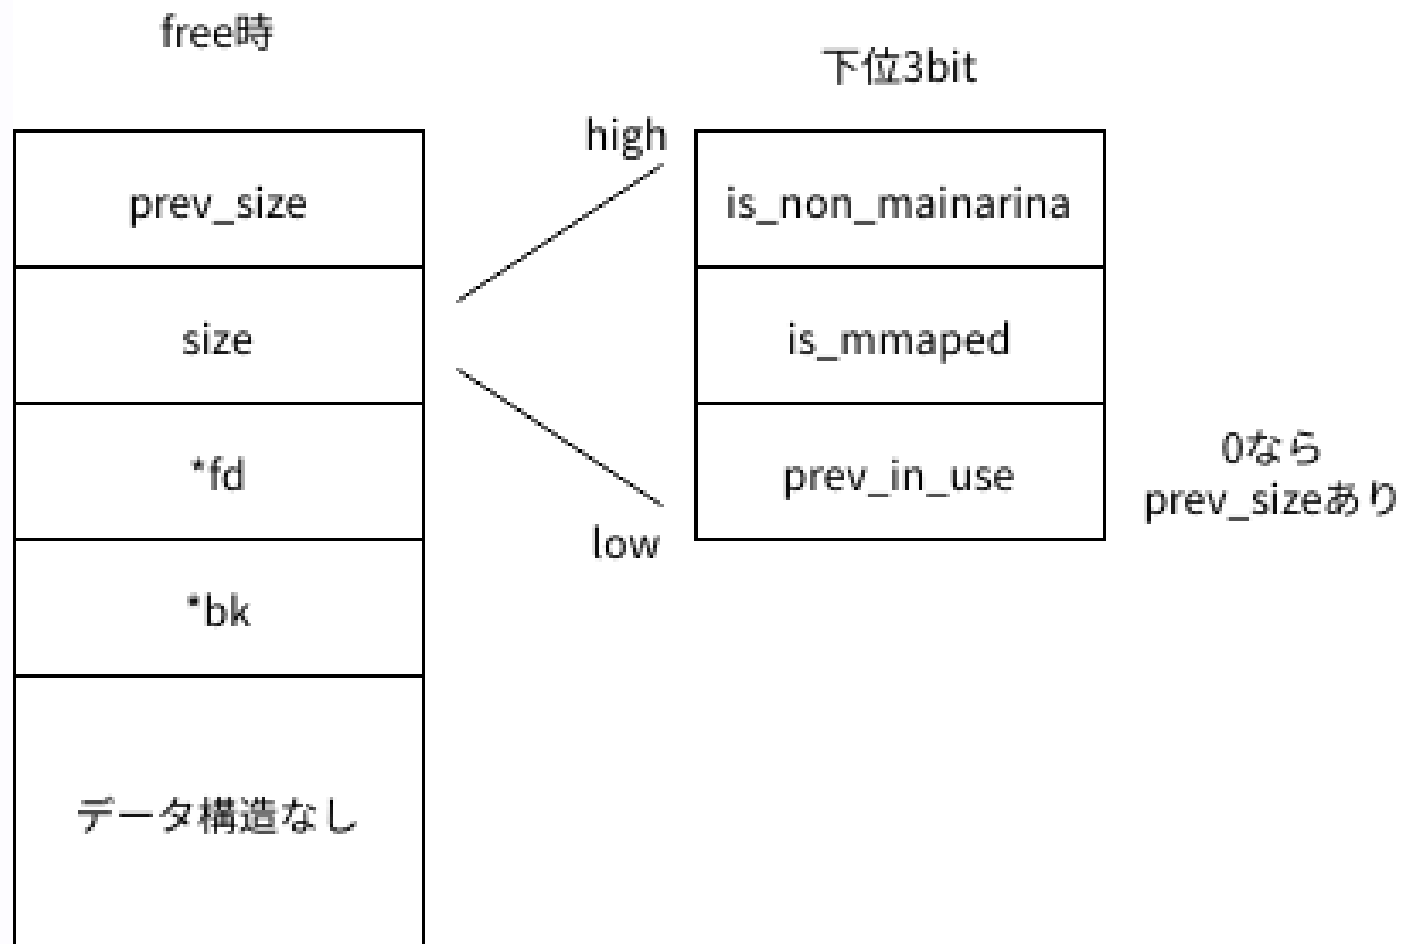 free時
prev_size
size
*fd
*bk
データ構造なし
下位3bit
high
low
is_non_mainarina
is_mmaped
prev_in_use
0なら
prev_sizeあり